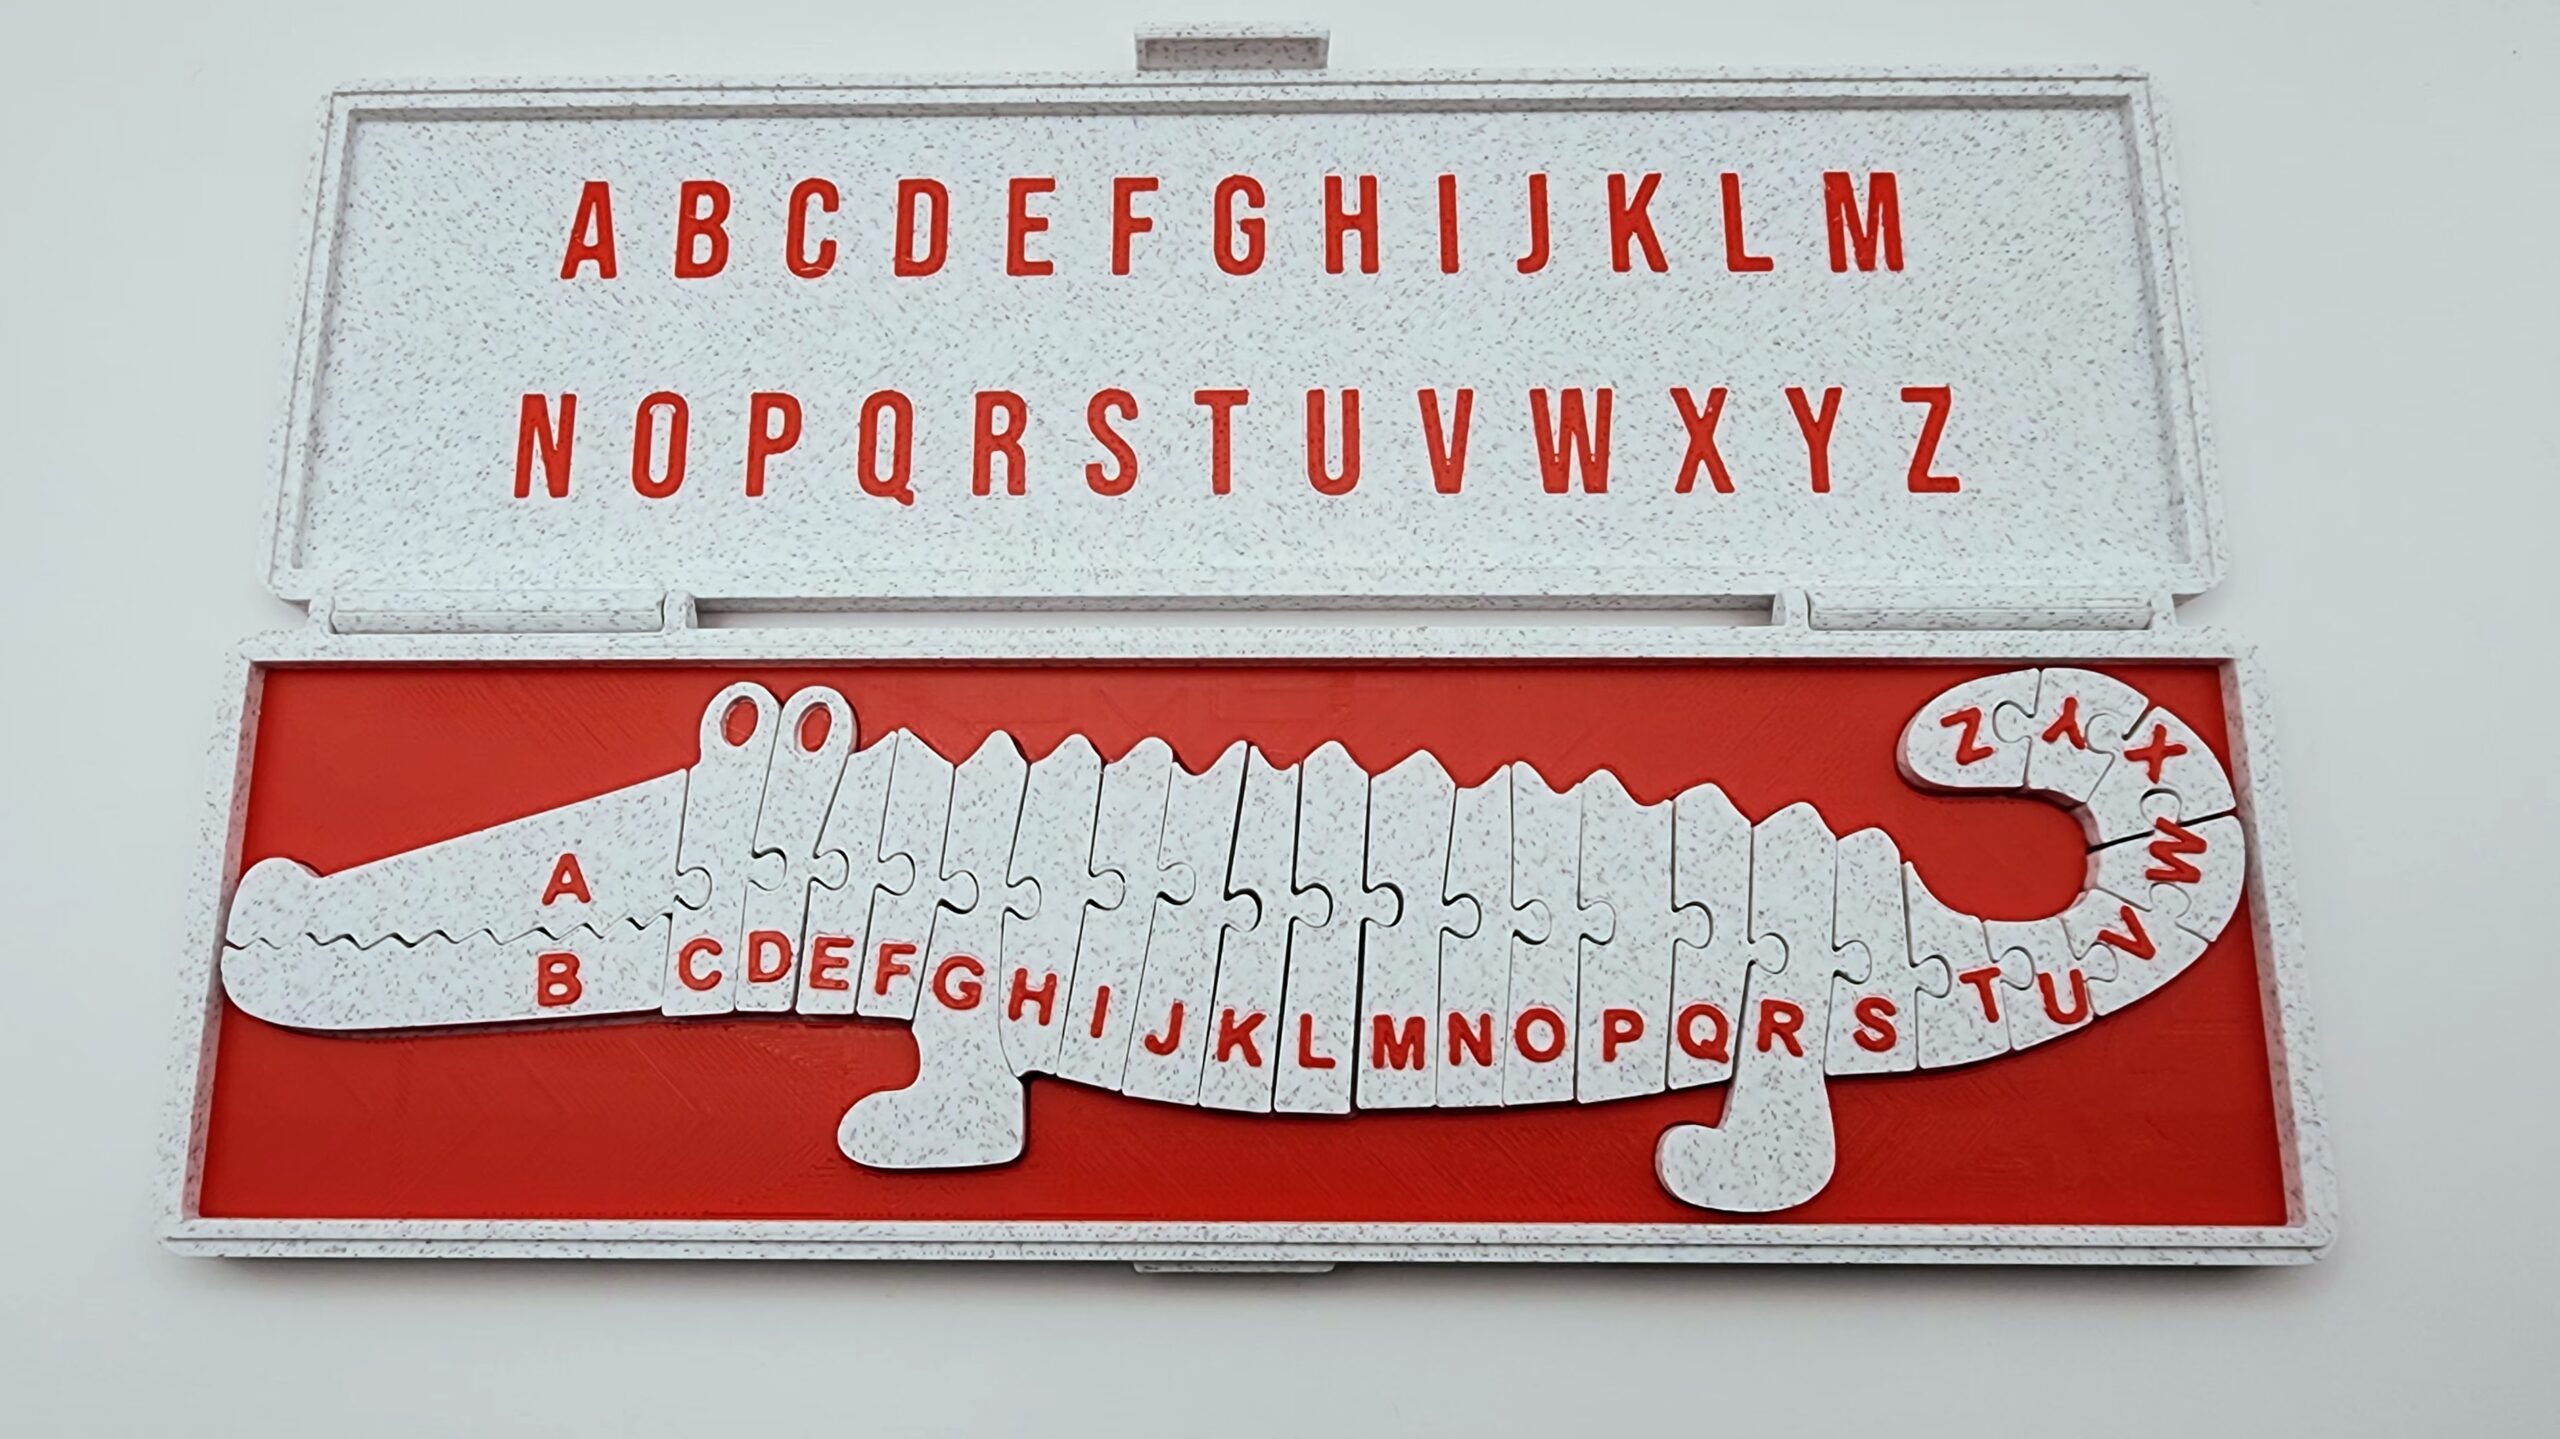 A B C D E F G H I J K L M
N O P Q R S T U V W X Y Z
A
B C D E F G H I J K L M N O P Q R S T U V W X Y Z